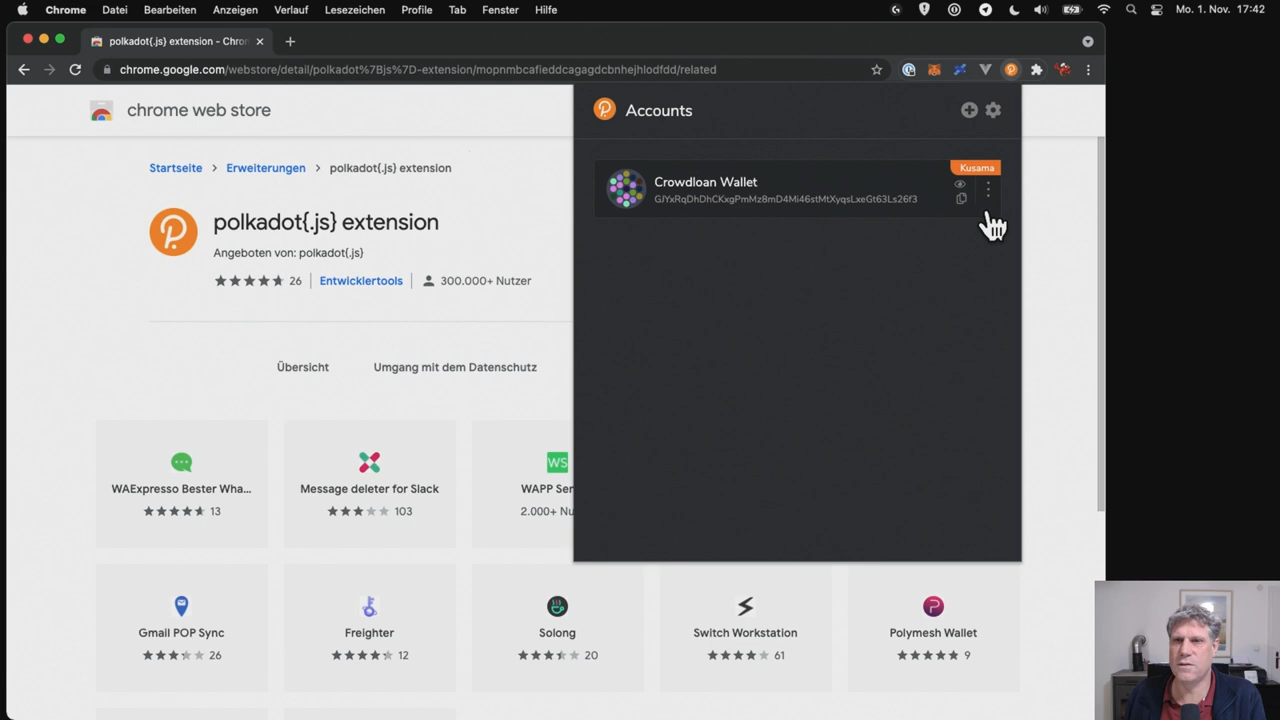 Chrome Datei Bearbeiten Anzeigen Verlauf Lesezeichen Profile Tab Fenster Hilfe Mo. 1. Nov. 17:42
polkadot{.js} extension - Chro
chrome.google.com/webstore/detail/polkadot%7Bjs%7D-extension/mopnmbcafieddcagagdcbnhejhlodfdd/related
chrome web store
Accounts
Startseite > Erweiterungen > polkadot{.js} extension
Kusama
Crowdloan Wallet
GJYxRqDhDhCKxgPmMz8mD4Mi46stMtXyqsLxeGt63Ls26f3
polkadot{.js} extension
Angeboten von: polkadot{.js}
26 Entwicklertools 300.000+ Nutzer
Übersicht Umgang mit dem Datenschutz
WS
WAExpresso Bester Wha... Message deleter for Slack WAPP Ser
13 103 2.000+ Nu
Gmail POP Sync Freighter Solong Switch Workstation Polymesh Wallet
26 12 20 61 9